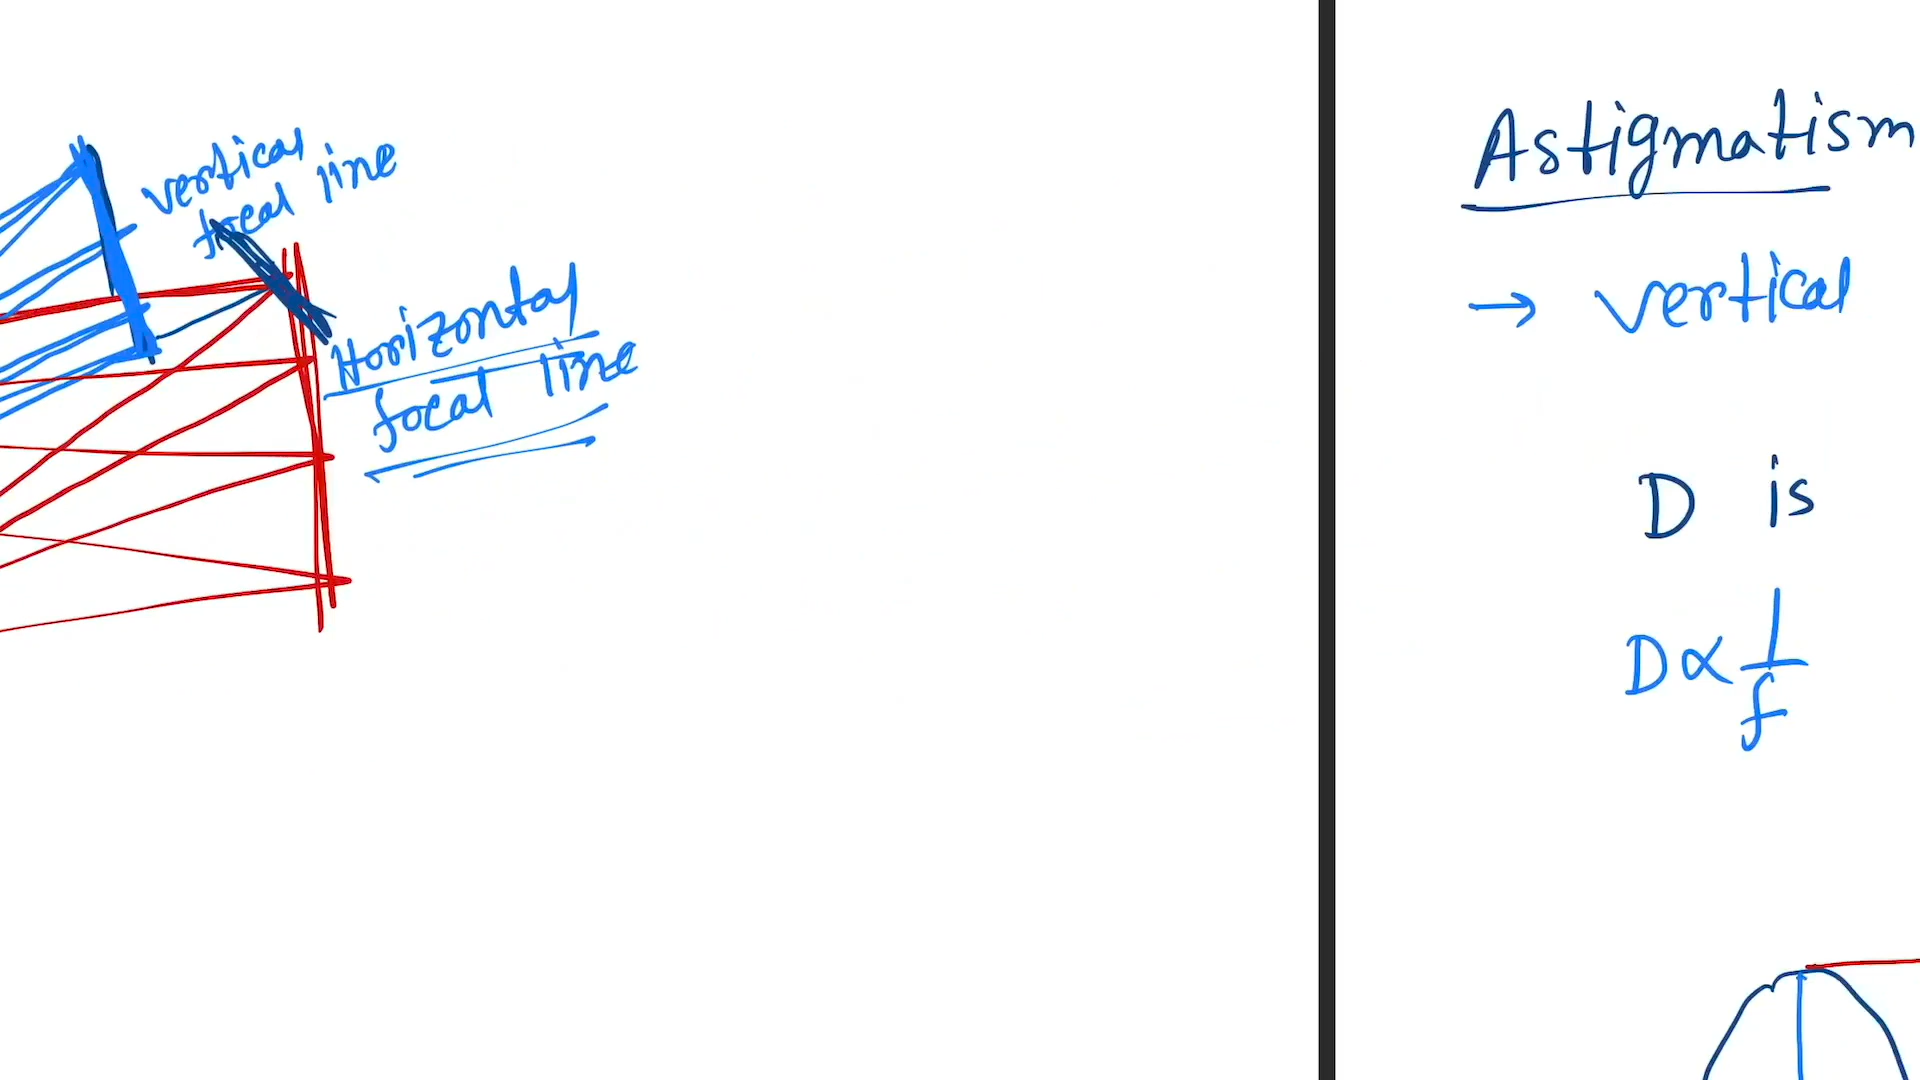 vertical
focal line
Horizontal
focal line
Astigmatism
→ vertical
D is
D ∝ 1/f